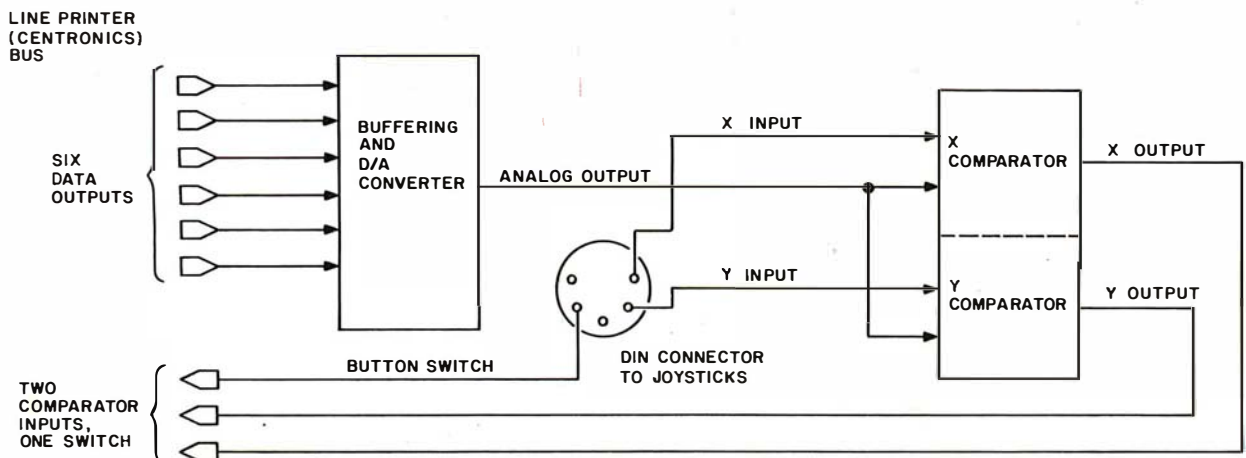 LINE PRINTER
(CENTRONICS)
BUS
SIX
DATA
OUTPUTS
BUFFERING
AND
D/A
CONVERTER
ANALOG OUTPUT
X INPUT
Y INPUT
X
COMPARATOR
Y
COMPARATOR
X OUTPUT
Y OUTPUT
DIN CONNECTOR
TO JOYSTICKS
BUTTON SWITCH
TWO
COMPARATOR
INPUTS,
ONE SWITCH